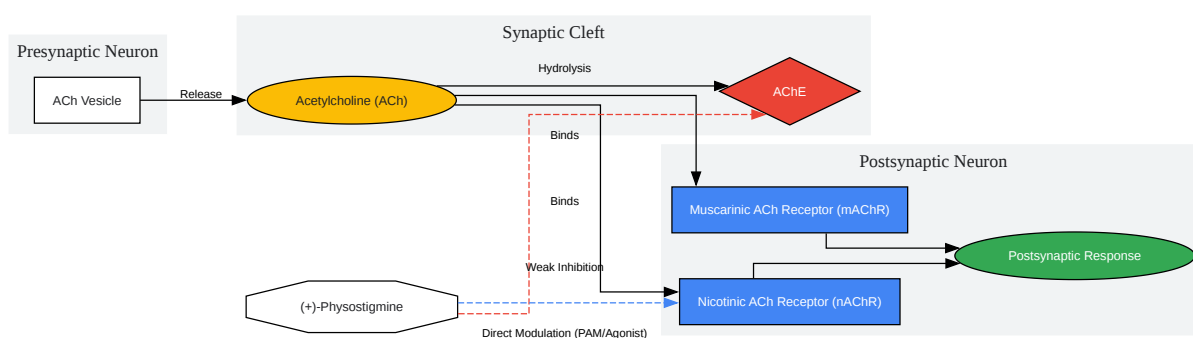 Synaptic Cleft
Presynaptic Neuron
Hydrolysis
AChE
ACh Vesicle
Release
Acetylcholine (ACh)
Binds
Postsynaptic Neuron
Binds
Muscarinic ACh Receptor (mAChR)
Postsynaptic Response
Weak Inhibition
(+)-Physostigmine
Nicotinic ACh Receptor (nAChR)
Direct Modulation (PAM/Agonist)